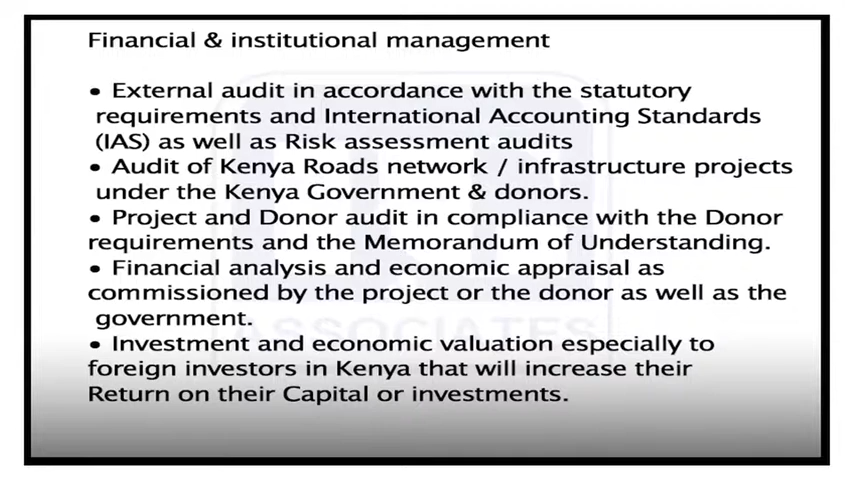 Financial & institutional management
• External audit in accordance with the statutory
requirements and International Accounting Standards
(IAS) as well as Risk assessment audits
• Audit of Kenya Roads network / infrastructure projects
under the Kenya Government & donors.
• Project and Donor audit in compliance with the Donor
requirements and the Memorandum of Understanding.
• Financial analysis and economic appraisal as
commissioned by the project or the donor as well as the
government.
ASSOCIATES
• Investment and economic valuation especially to
foreign investors in Kenya that will increase their
Return on their Capital or investments.